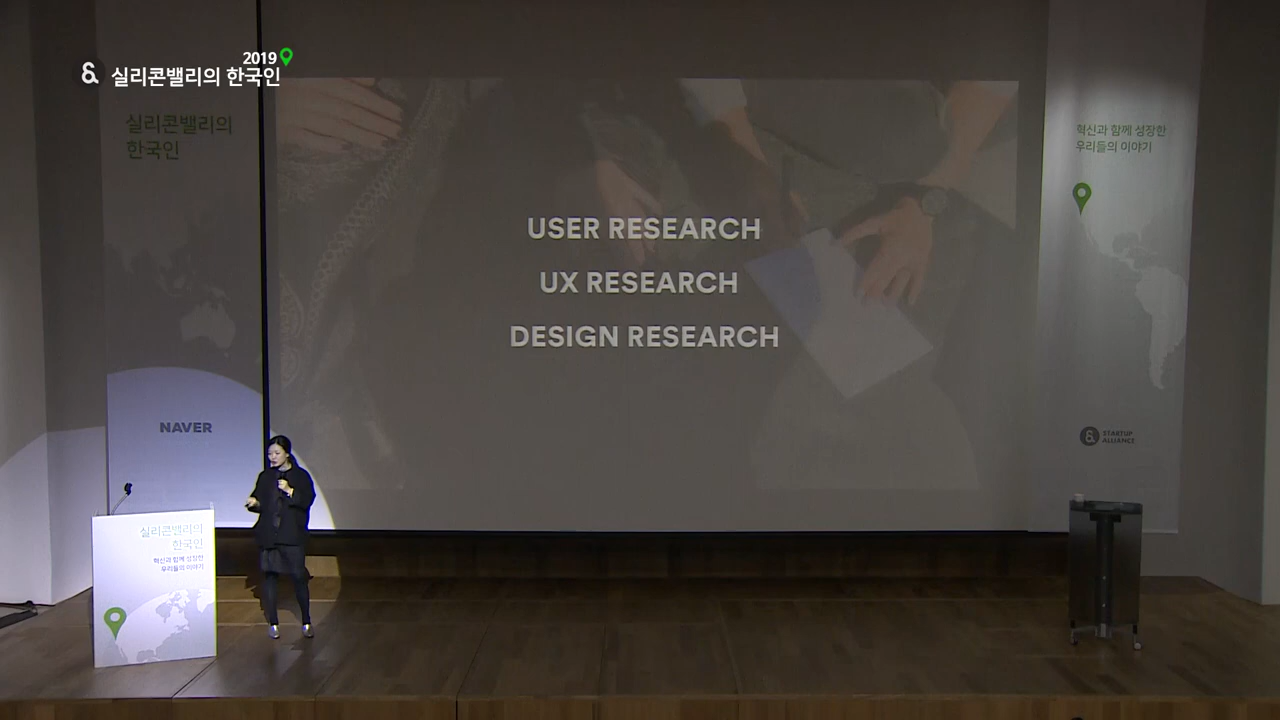 2019
& 실리콘밸리의 한국인
실리콘밸리의
한국인
혁신과 함께 성장한
우리들의 이야기
USER RESEARCH
UX RESEARCH
DESIGN RESEARCH
NAVER
&
STARTUP
ALLIANCE
실리콘밸리의
한국인
혁신과 함께 성장한
우리들의 이야기